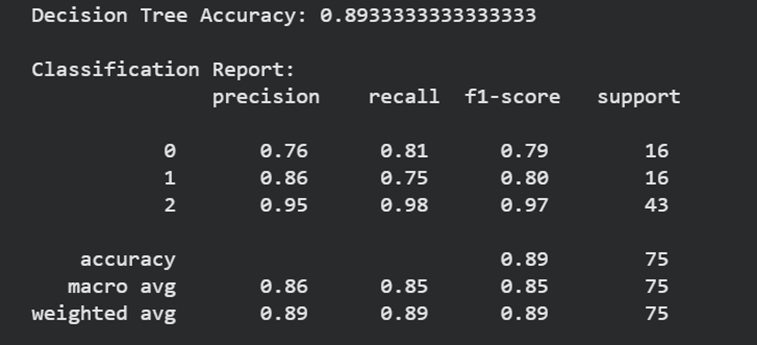 Decision Tree Accuracy: 0.8933333333333333
Classification Report:
precision recall f1-score support
0 0.76 0.81 0.79 16
1 0.86 0.75 0.80 16
2 0.95 0.98 0.97 43
accuracy 0.89 75
macro avg 0.86 0.85 0.85 75
weighted avg 0.89 0.89 0.89 75